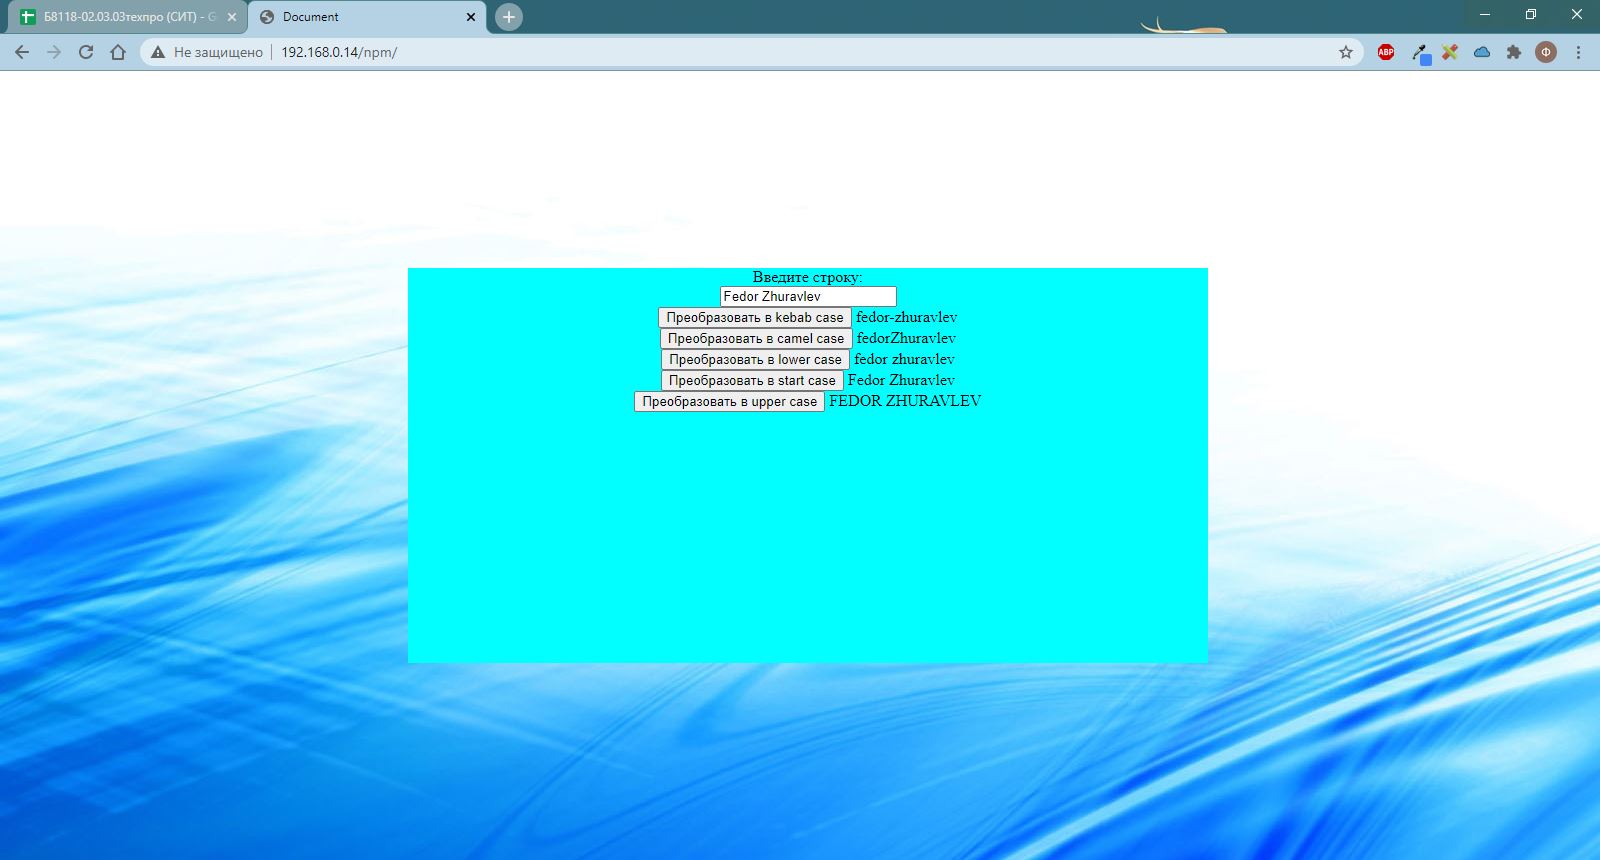 Б8118-02.03.03техпро (СИТ) - G
Document
Не защищено
192.168.0.14/npm/
ABP
Ф
Введите строку:
Fedor Zhuravlev
Преобразовать в kebab case fedor-zhuravlev
Преобразовать в camel case fedorZhuravlev
Преобразовать в lower case fedor zhuravlev
Преобразовать в start case Fedor Zhuravlev
Преобразовать в upper case FEDOR ZHURAVLEV